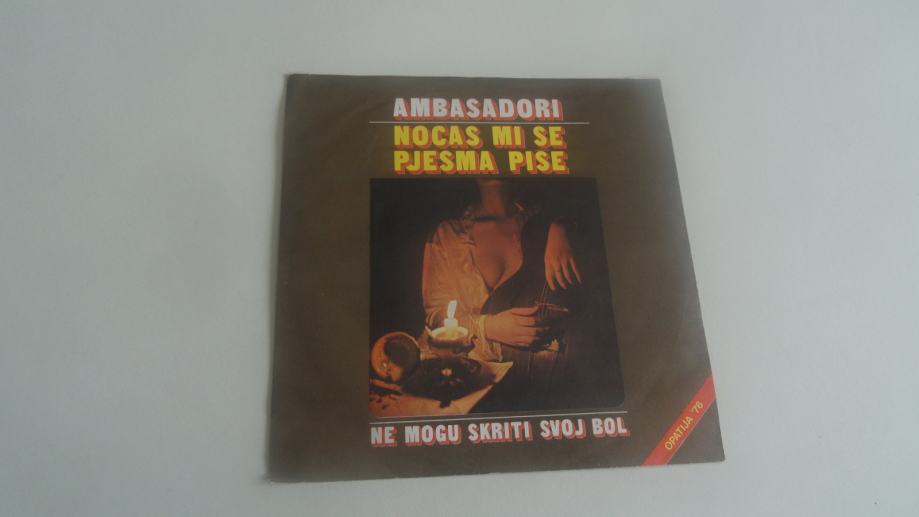 AMBASADORI
NOCAS MI SE
PJESMA PISE
NE MOGU SKRITI SVOJ BOL
OPATIJA '76